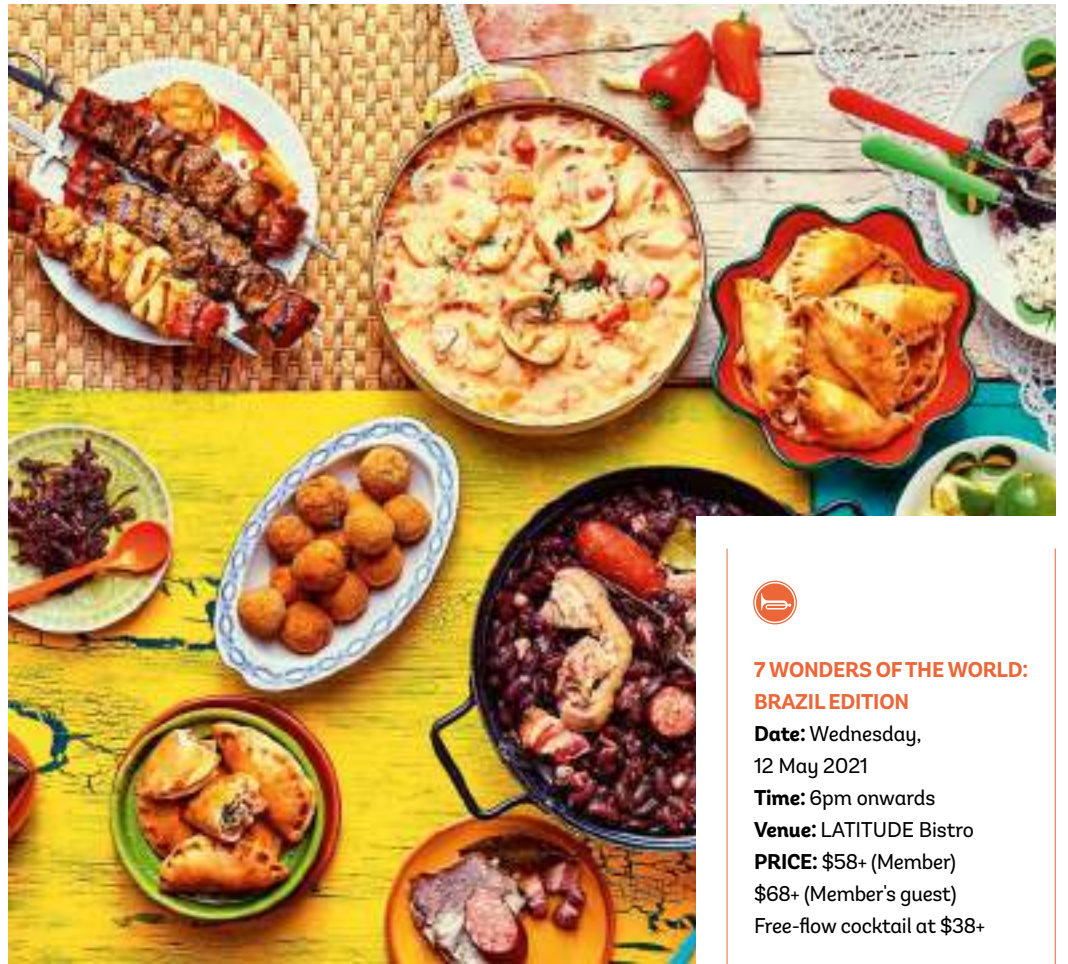 7 WONDERS OF THE WORLD:
BRAZIL EDITION
Date: Wednesday,
12 May 2021
Time: 6pm onwards
Venue: LATITUDE Bistro
PRICE: $58+ (Member)
$68+ (Member's guest)
Free-flow cocktail at $38+